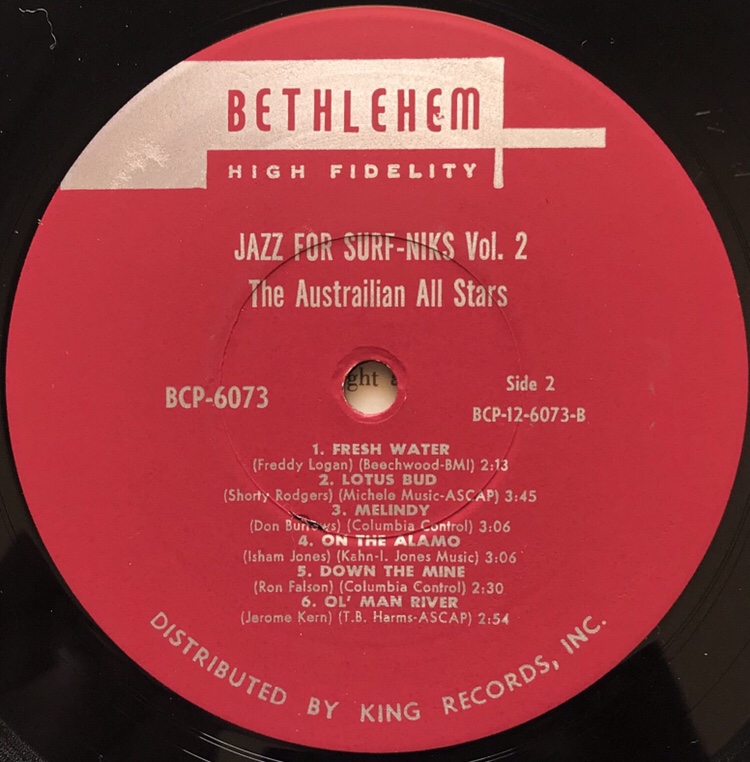 BETHLEHEM
HIGH FIDELITY
JAZZ FOR SURF-NIKS Vol. 2
The Austrailian All Stars
ght
BCP-6073
Side 2
BCP-12-6073-B
1. FRESH WATER
(Freddy Logan) (Beechwood-BMI) 2:13
2. LOTUS BUD
(Shorty Rodgers) (Michele Music-ASCAP) 3:45
3. MELINDY
(Don Burrows) (Columbia Control) 3:06
4. ON THE ALAMO
(Isham Jones) (Kahn-I. Jones Music) 3:06
5. DOWN THE MINE
(Ron Falson) (Columbia Control) 2:30
6. OL' MAN RIVER
(Jerome Kern) (T.B. Harms-ASCAP) 2:54
DISTRIBUTED BY KING RECORDS, INC.